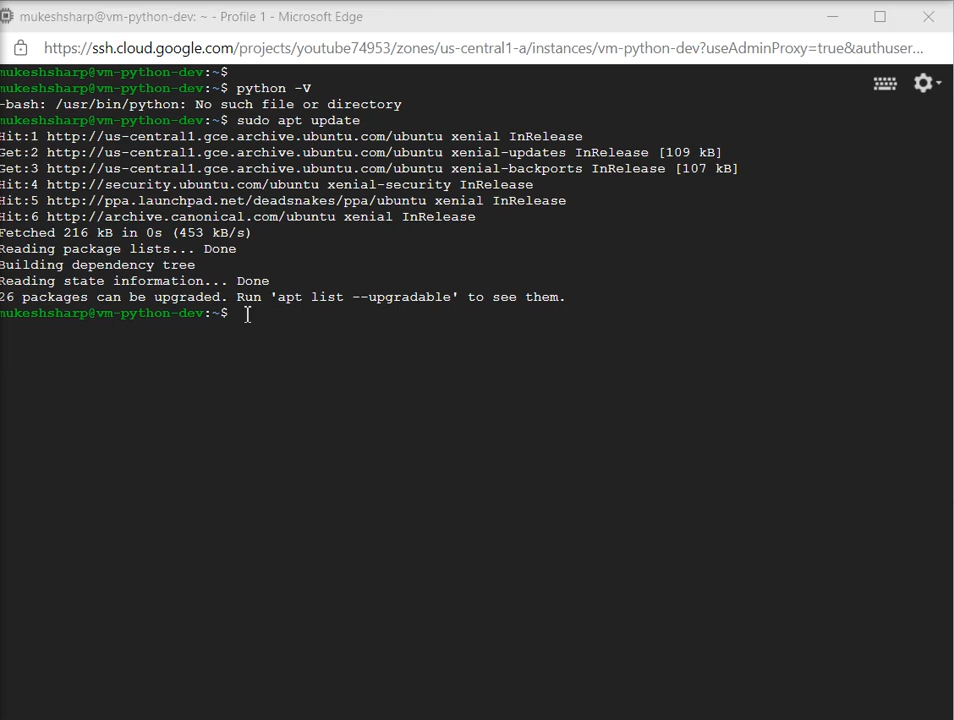 mukeshsharp@vm-python-dev: ~ - Profile 1 - Microsoft Edge
https://ssh.cloud.google.com/projects/youtube74953/zones/us-central1-a/instances/vm-python-dev?useAdminProxy=true&authuser...
mukeshsharp@vm-python-dev:~$
mukeshsharp@vm-python-dev:~$ python -V
-bash: /usr/bin/python: No such file or directory
mukeshsharp@vm-python-dev:~$ sudo apt update
Hit:1 http://us-central1.gce.archive.ubuntu.com/ubuntu xenial InRelease
Get:2 http://us-central1.gce.archive.ubuntu.com/ubuntu xenial-updates InRelease [109 kB]
Get:3 http://us-central1.gce.archive.ubuntu.com/ubuntu xenial-backports InRelease [107 kB]
Hit:4 http://security.ubuntu.com/ubuntu xenial-security InRelease
Hit:5 http://ppa.launchpad.net/deadsnakes/ppa/ubuntu xenial InRelease
Hit:6 http://archive.canonical.com/ubuntu xenial InRelease
Fetched 216 kB in 0s (453 kB/s)
Reading package lists... Done
Building dependency tree
Reading state information... Done
26 packages can be upgraded. Run 'apt list --upgradable' to see them.
mukeshsharp@vm-python-dev:~$